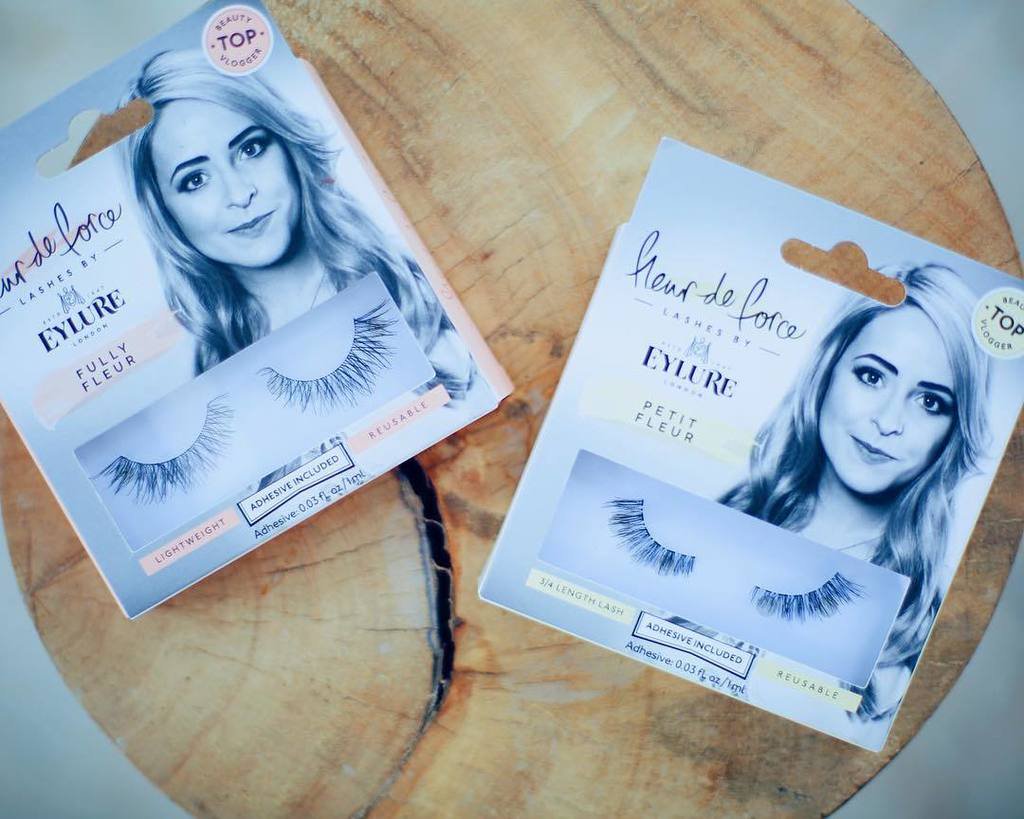 BEAUTY
TOP
VLOGGER
eur de force
LASHES BY
EYLURE
LONDON
FULLY
FLEUR
LIGHTWEIGHT
ADHESIVE INCLUDED
REUSABLE
Adhesive: 0.03 fl. oz/1ml
fleur de force
LASHES BY
EYLURE
LONDON
PETIT
FLEUR
BEAU
TOP
VLOGGER
3/4 LENGTH LASH
ADHESIVE INCLUDED
REUSABLE
Adhesive: 0.03 fl. oz/1ml